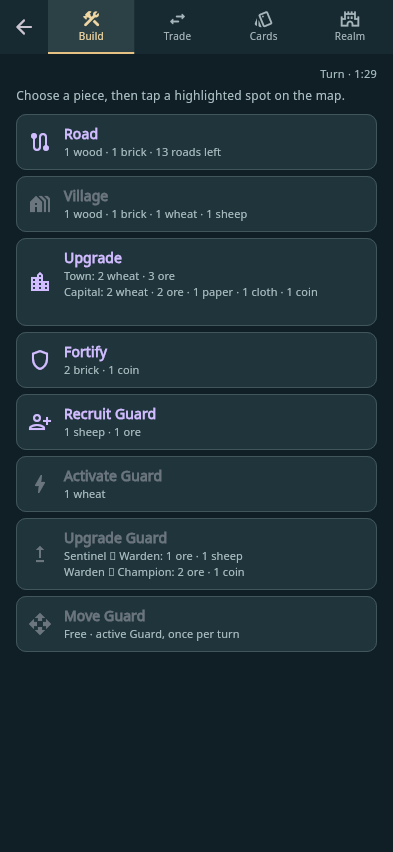 Build
Trade
Cards
Realm
Turn · 1:29
Choose a piece, then tap a highlighted spot on the map.
Road
1 wood · 1 brick · 13 roads left
Village
1 wood · 1 brick · 1 wheat · 1 sheep
Upgrade
Town: 2 wheat · 3 ore
Capital: 2 wheat · 2 ore · 1 paper · 1 cloth · 1 coin
Fortify
2 brick · 1 coin
Recruit Guard
1 sheep · 1 ore
Activate Guard
1 wheat
Upgrade Guard
Sentinel ▯ Warden: 1 ore · 1 sheep
Warden ▯ Champion: 2 ore · 1 coin
Move Guard
Free · active Guard, once per turn